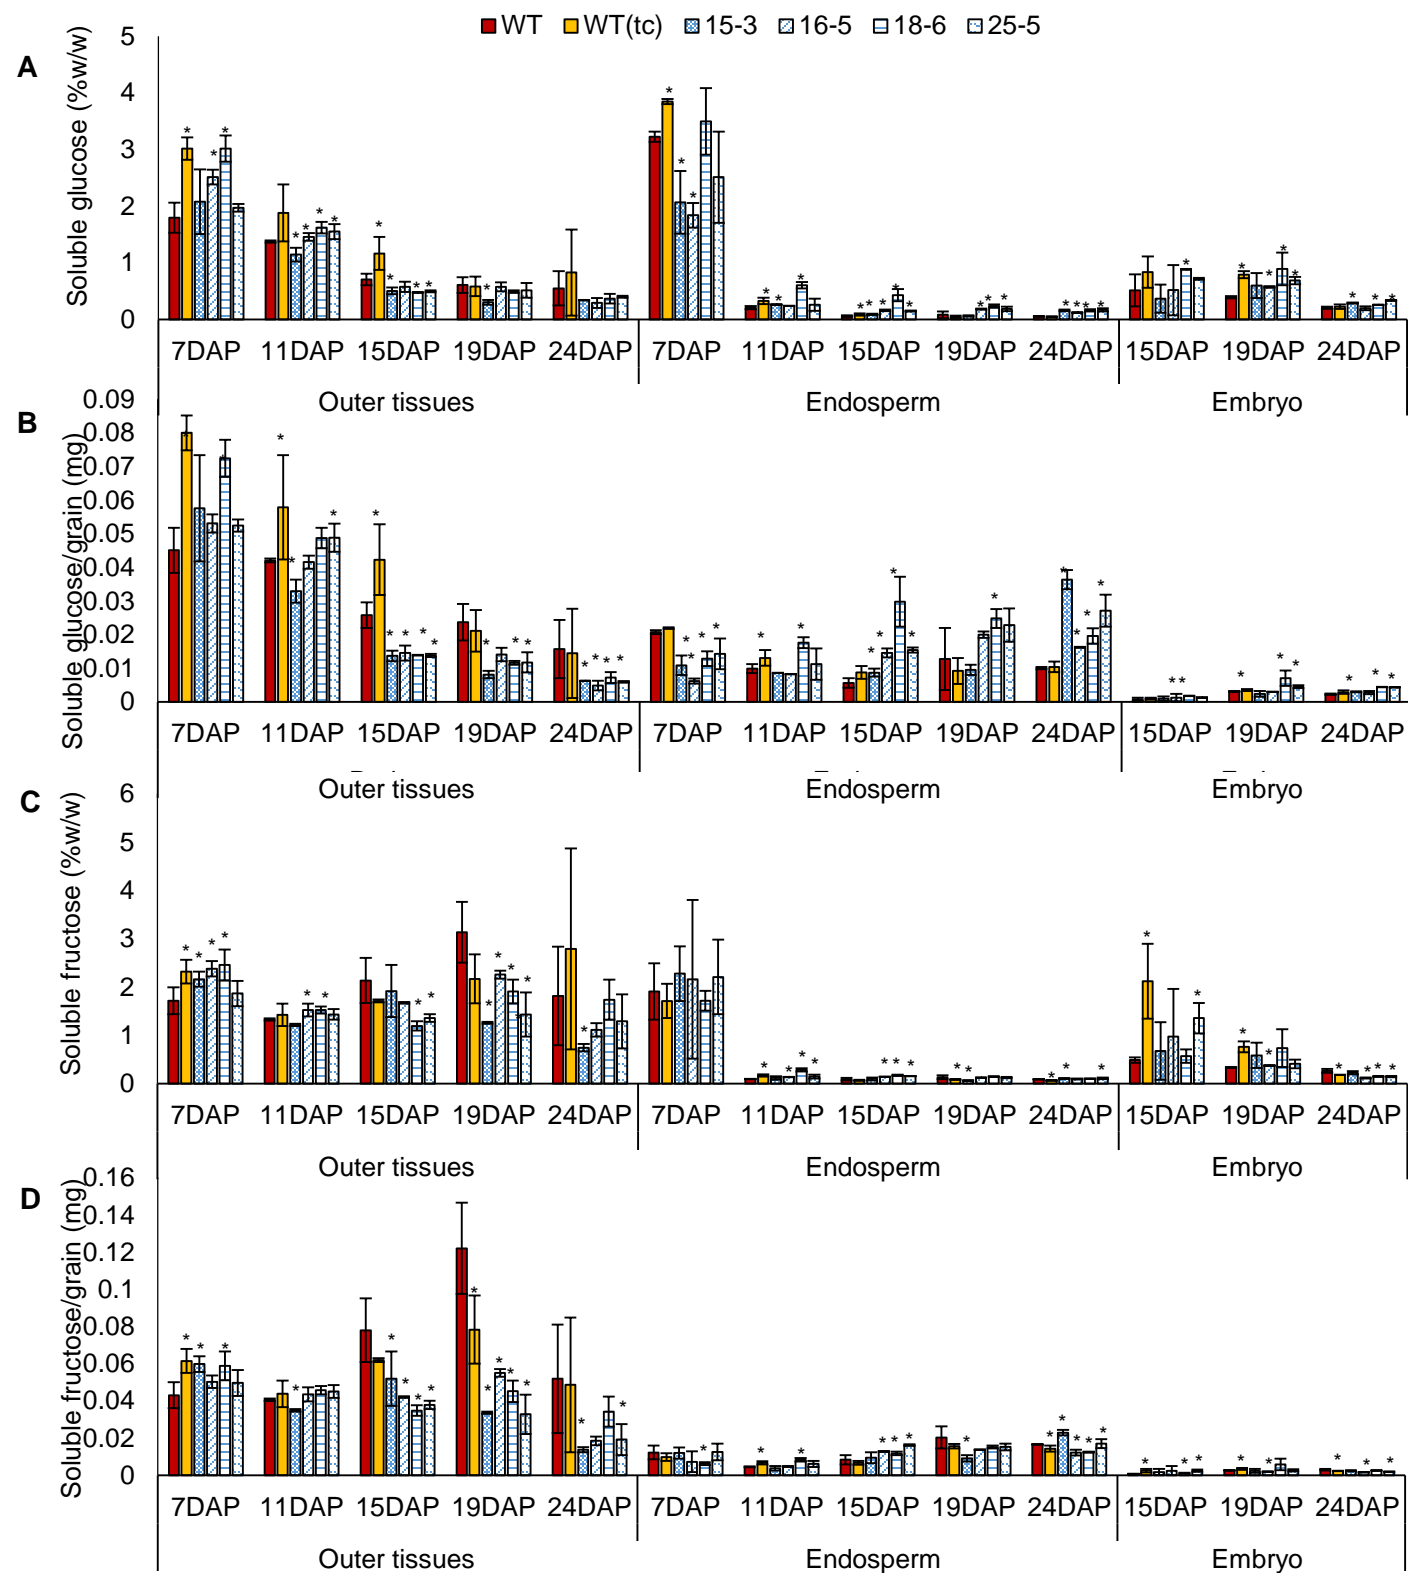 WT WT(tc) 15-3 16-5 18-6 25-5
A
Soluble glucose (%w/w)
5
4
3
2
1
0
7DAP 11DAP 15DAP 19DAP 24DAP 7DAP 11DAP 15DAP 19DAP 24DAP 15DAP 19DAP 24DAP
Outer tissues Endosperm Embryo
B
Soluble glucose/grain (mg)
0.09
0.08
0.07
0.06
0.05
0.04
0.03
0.02
0.01
0
7DAP 11DAP 15DAP 19DAP 24DAP 7DAP 11DAP 15DAP 19DAP 24DAP 15DAP 19DAP 24DAP
Outer tissues Endosperm Embryo
C
Soluble fructose (%w/w)
6
5
4
3
2
1
0
7DAP 11DAP 15DAP 19DAP 24DAP 7DAP 11DAP 15DAP 19DAP 24DAP 15DAP 19DAP 24DAP
Outer tissues Endosperm Embryo
D
Soluble fructose/grain (mg)
0.16
0.14
0.12
0.1
0.08
0.06
0.04
0.02
0
7DAP 11DAP 15DAP 19DAP 24DAP 7DAP 11DAP 15DAP 19DAP 24DAP 15DAP 19DAP 24DAP
Outer tissues Endosperm Embryo